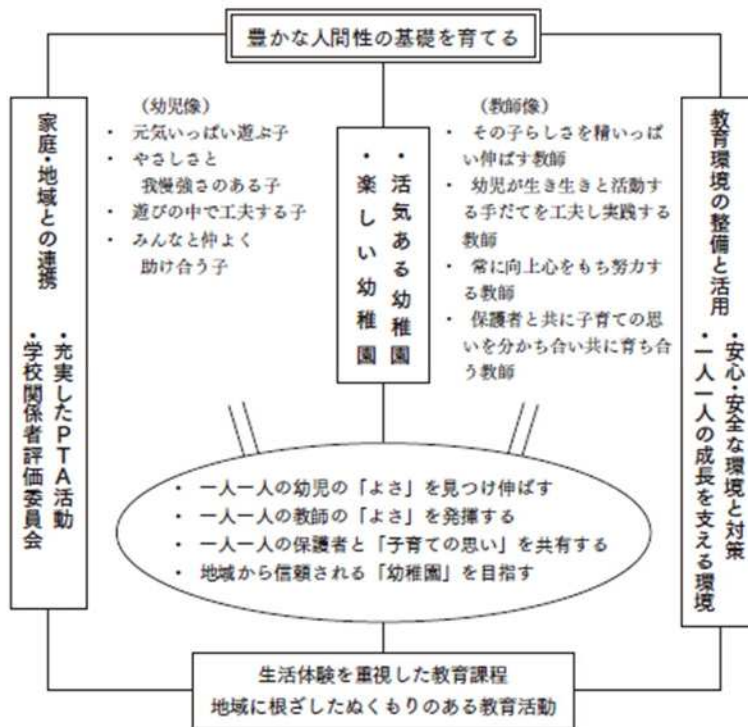 豊かな人間性の基礎を育てる
家庭・地域との連携
・充実したPTA活動
・学校関係者評価委員会
(幼児像)
・ 元気いっぱい遊ぶ子
・ やさしさと
我慢強さのある子
・ 遊びの中で工夫する子
・ みんなと仲よく
助け合う子
・活気ある幼稚園
・楽しい幼稚園
(教師像)
・ その子らしさを精いっぱ
い伸ばす教師
・ 幼児が生き生きと活動す
る手だてを工夫し実践する
教師
・ 常に向上心をもち努力す
る教師
・ 保護者と共に子育ての思
いを分かち合い共に育ち合
う教師
教育環境の整備と活用
・安心・安全な環境と対策
・一人一人の成長を支える環境
・ 一人一人の幼児の「よさ」を見つけ伸ばす
・ 一人一人の教師の「よさ」を発揮する
・ 一人一人の保護者と「子育ての思い」を共有する
・ 地域から信頼される「幼稚園」を目指す
生活体験を重視した教育課程
地域に根ざしたぬくもりのある教育活動